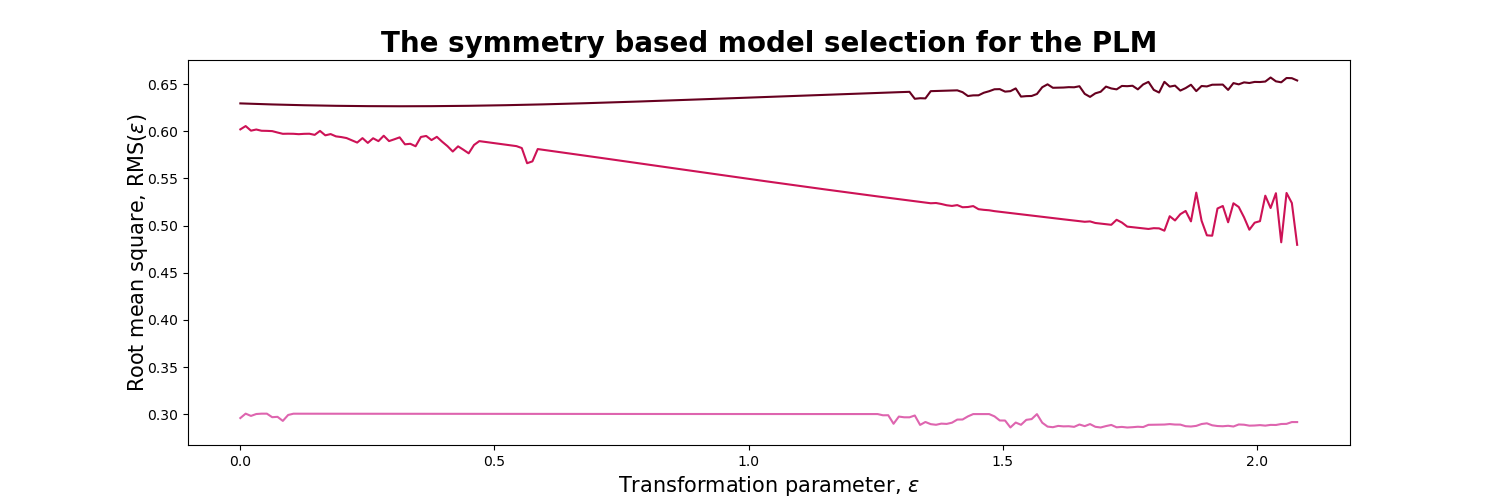 The symmetry based model selection for the PLM
Root mean square, RMS(ε)
0.65
0.60
0.55
0.50
0.45
0.40
0.35
0.30
0.0 0.5 1.0 1.5 2.0
Transformation parameter, ε